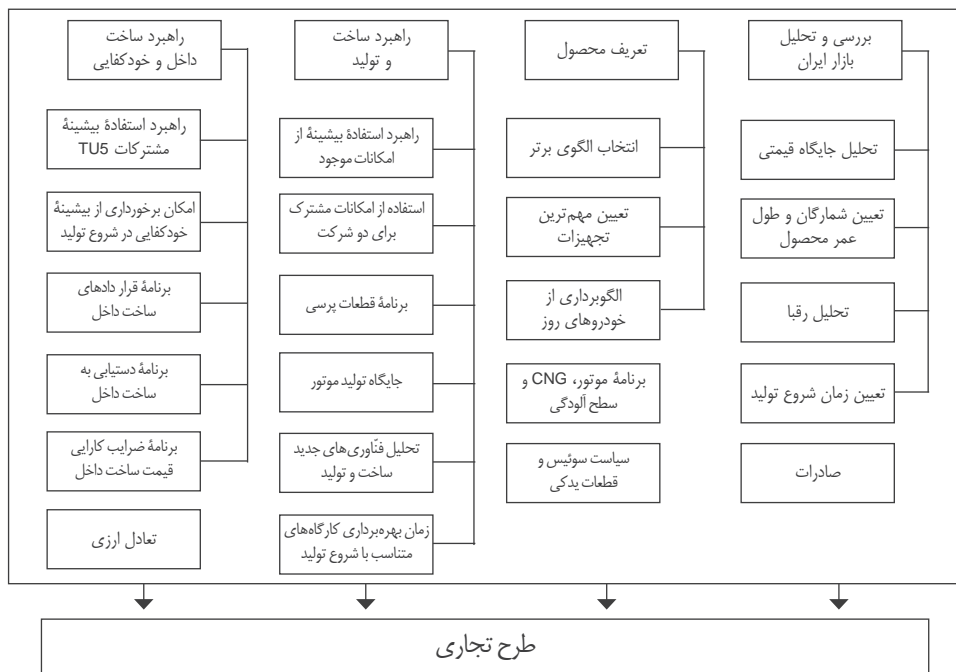 بررسی و تحلیل
بازار ایران
تحلیل جایگاه قیمتی
تعیین شمارگان و طول
عمر محصول
تحلیل رقبا
تعیین زمان شروع تولید
صادرات
تعریف محصول
انتخاب الگوی برتر
تعیین مهم‌ترین
تجهیزات
الگوبرداری از
خودروهای روز
برنامهٔ موتور، CNG و
سطح آلودگی
سیاست سوئیس و
قطعات یدکی
راهبرد ساخت
و تولید
راهبرد استفادهٔ بیشینهٔ از
امکانات موجود
استفاده از امکانات مشترک
برای دو شرکت
برنامهٔ قطعات پرسی
جایگاه تولید موتور
تحلیل فنّاوری‌های جدید
ساخت و تولید
زمان بهره‌برداری کارگاه‌های
متناسب با شروع تولید
راهبرد ساخت
داخل و خودکفایی
راهبرد استفادهٔ بیشینهٔ
مشترکات TU5
امکان برخورداری از بیشینهٔ
خودکفایی در شروع تولید
برنامهٔ قرار دادهای
ساخت داخل
برنامهٔ دستیابی به
ساخت داخل
برنامهٔ ضرایب کارایی
قیمت ساخت داخل
تعادل ارزی
طرح تجاری